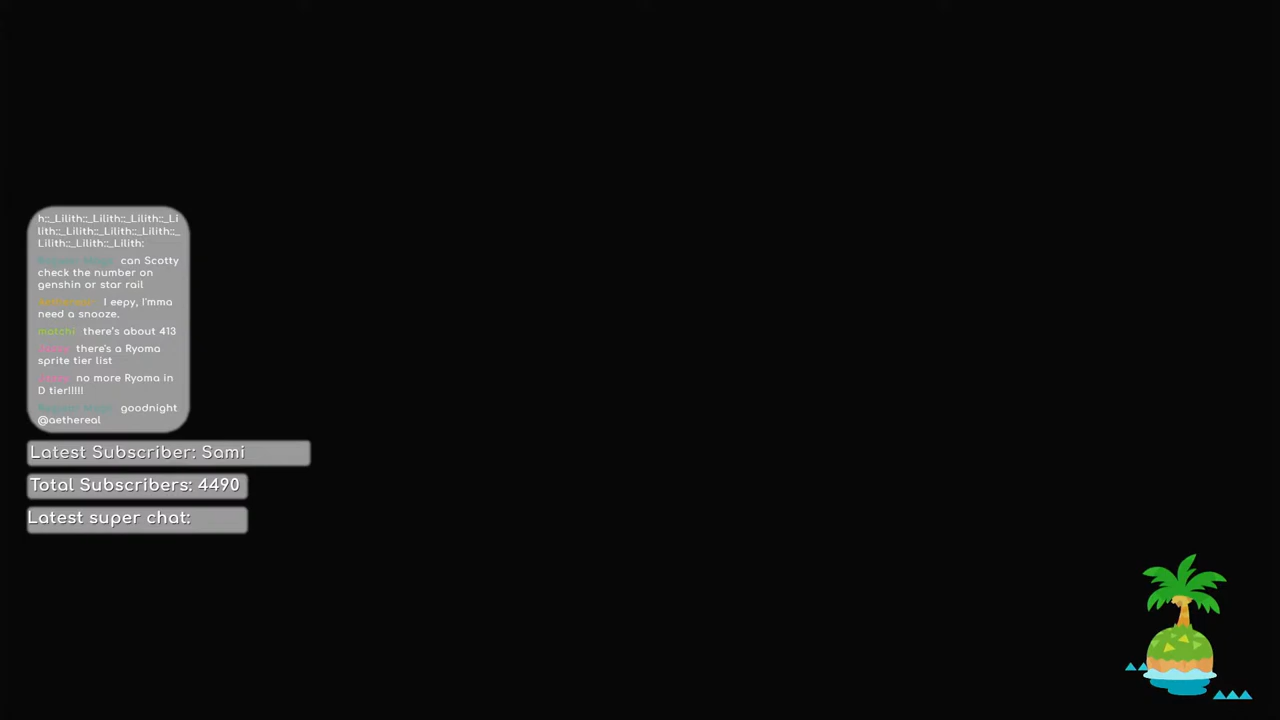 h::_Lilith::_Lilith::_Lilith::_Li
lith::_Lilith::_Lilith::_Lilith::_
Lilith::_Lilith::_Lilith:
can Scotty
check the number on
genshin or star rail
I eepy, I'mma
need a snooze.
matchi there's about 413
there's a Ryoma
sprite tier list
no more Ryoma in
D tier!!!!!
goodnight
@aethereal
Latest Subscriber: Sami
Total Subscribers: 4490
Latest super chat: